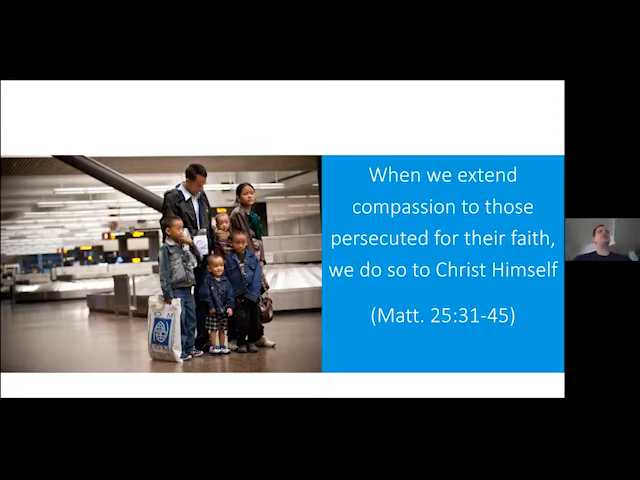 When we extend
compassion to those
persecuted for their faith,
we do so to Christ Himself
(Matt. 25:31-45)